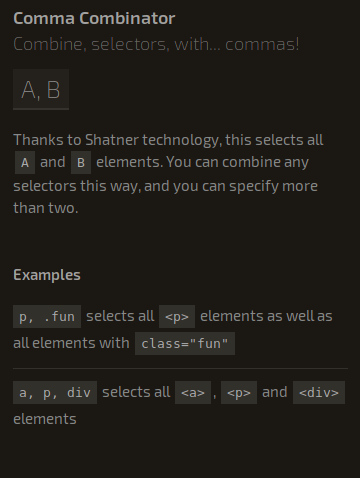 Comma Combinator
Combine, selectors, with... commas!
A, B
Thanks to Shatner technology, this selects all
A and B elements. You can combine any
selectors this way, and you can specify more
than two.
Examples
p, .fun selects all <p> elements as well as
all elements with class="fun"
a, p, div selects all <a>, <p> and <div>
elements